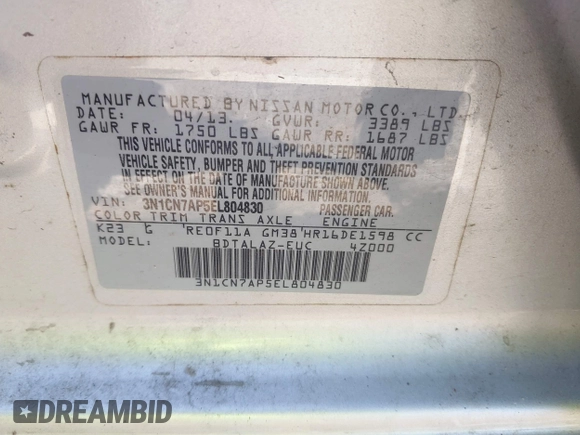 MANUFACTURED BY NISSAN MOTOR CO., LTD.
DATE: 04/13. GVWR: 3389 LBS
GAWR FR: 1750 LBS GAWR RR: 1687 LBS
THIS VEHICLE CONFORMS TO ALL APPLICABLE FEDERAL MOTOR
VEHICLE SAFETY, BUMPER AND THEFT PREVENTION STANDARDS
IN EFFECT ON THE DATE OF MANUFACTURE SHOWN ABOVE.
SEE OWNER'S MANUAL FOR ADDITIONAL INFORMATION.
VIN: 3N1CN7AP5EL804830 PASSENGER CAR.
COLOR TRIM TRANS AXLE ENGINE
K23 G 'RE0F11A GM38'HR16DE1598 CC
MODEL: BDTALAZ-EUC 4Z000
3N1CN7AP5EL804830
DREAMBID